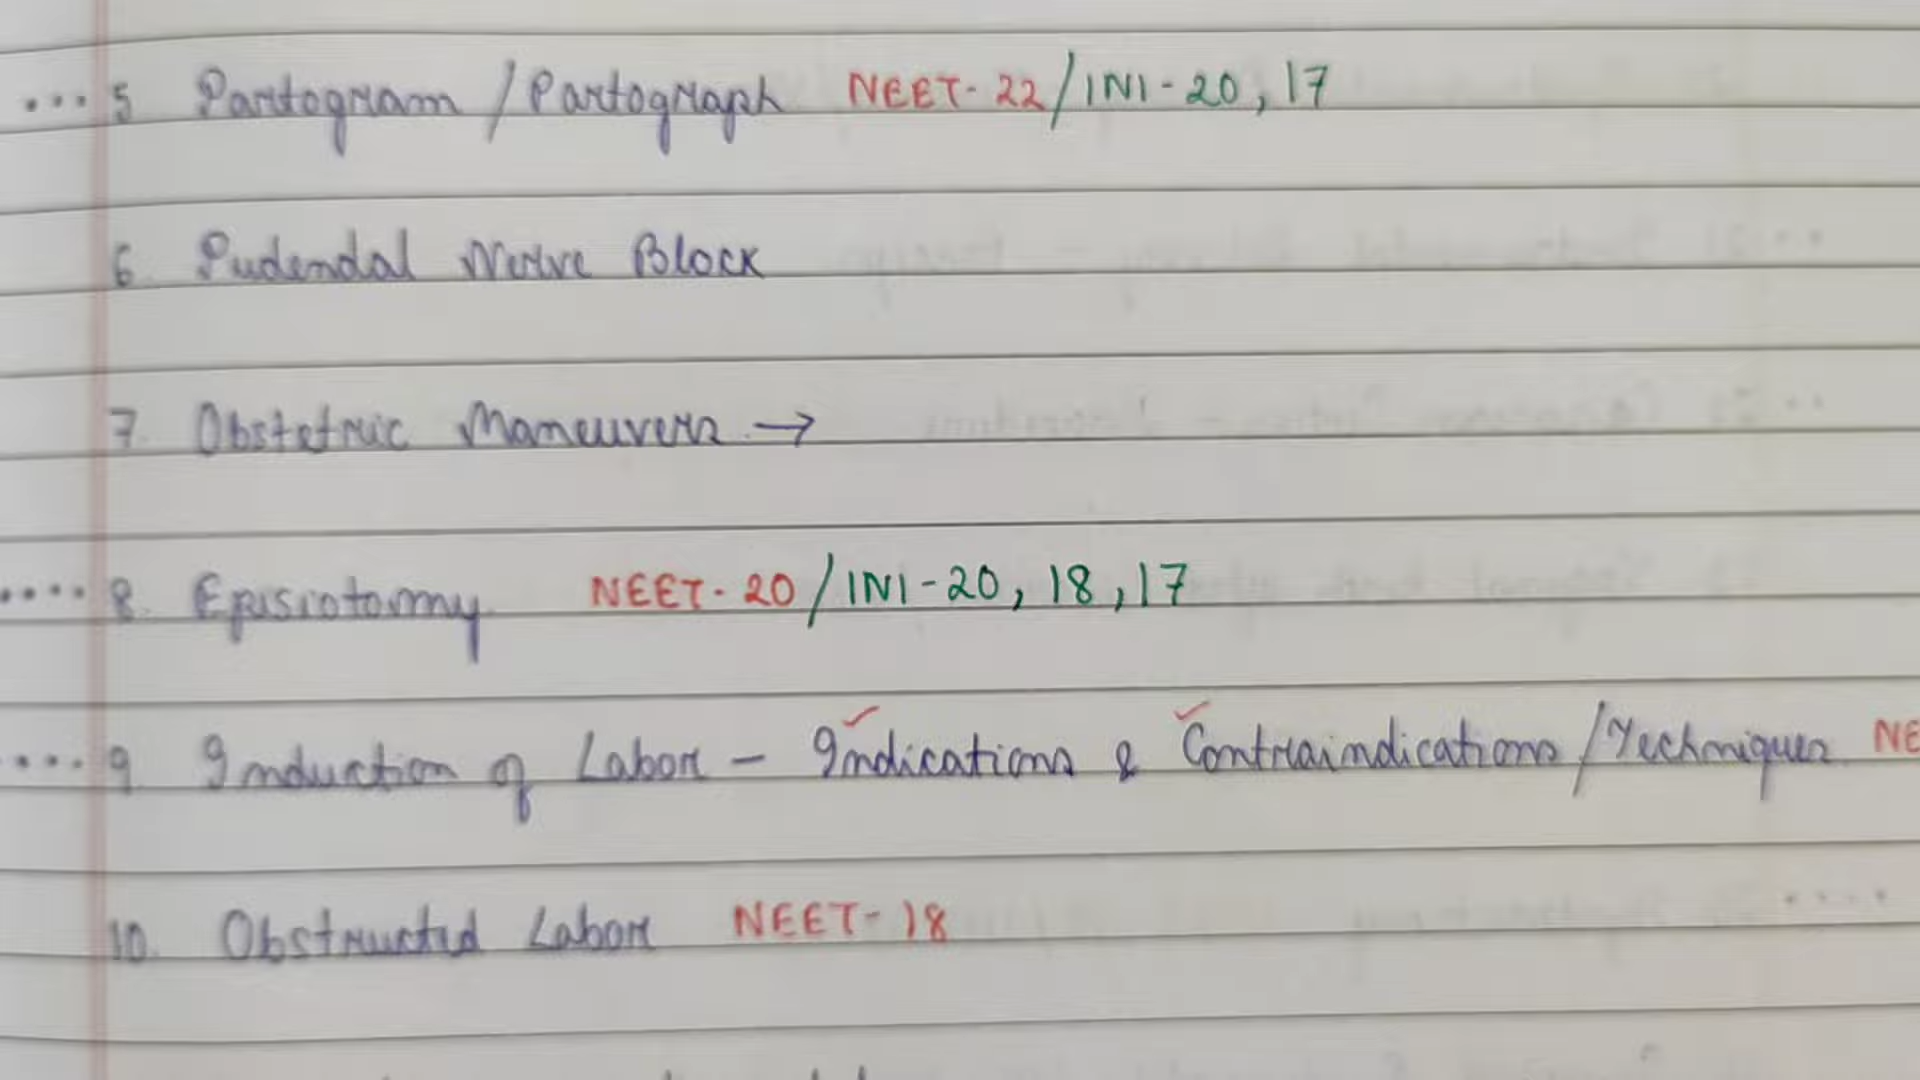 ... 5 Partogram / Partograph NEET- 22 / INI - 20, 17
6. Pudendal Nerve Block
7. Obstetric Maneuvers →
.... 8. Episiotomy NEET- 20 / INI - 20, 18, 17
.... 9 Induction of Labor - Indications & Contraindications / Techniques NE
10. Obstructed Labor NEET- 18